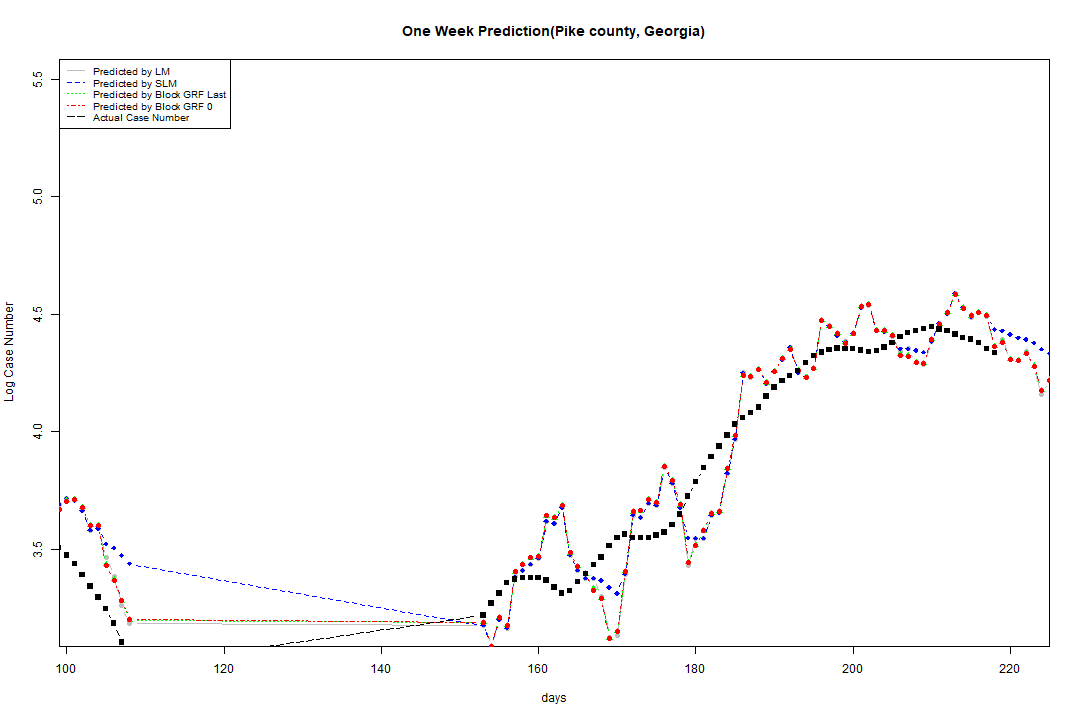 One Week Prediction(Pike county, Georgia)
Predicted by LM
Predicted by SLM
Predicted by Block GRF Last
Predicted by Block GRF 0
Actual Case Number
5.5
5.0
4.5
4.0
3.5
Log Case Number
100 120 140 160 180 200 220
days